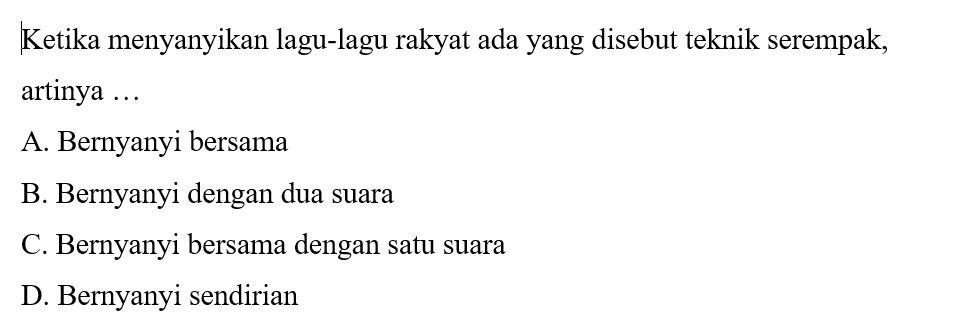 Ketika menyanyikan lagu-lagu rakyat ada yang disebut teknik serempak,
artinya …
A. Bernyanyi bersama
B. Bernyanyi dengan dua suara
C. Bernyanyi bersama dengan satu suara
D. Bernyanyi sendirian